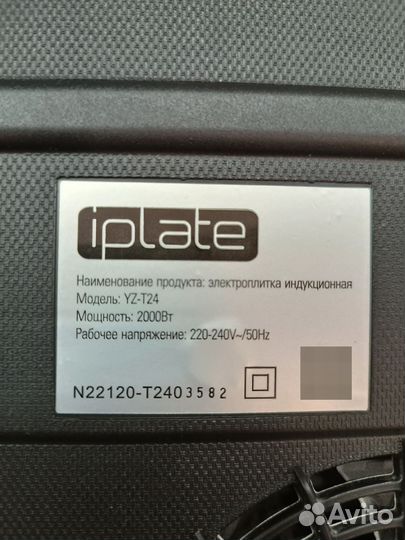 iplate
Наименование продукта: электроплитка индукционная
Модель: YZ-T24
Мощность: 2000Вт
Рабочее напряжение: 220-240V~/50Hz
N22120-T2403582
Avito